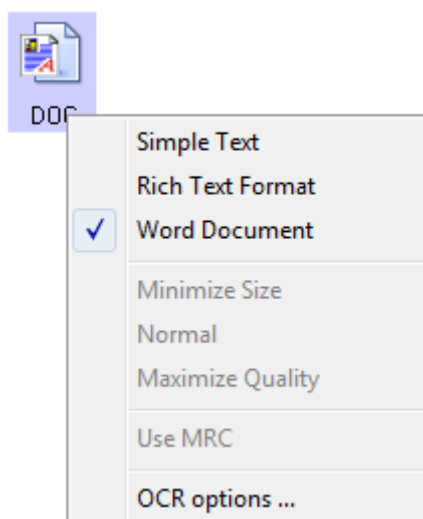 DOC
Simple Text
Rich Text Format
Word Document
Minimize Size
Normal
Maximize Quality
Use MRC
OCR options ...